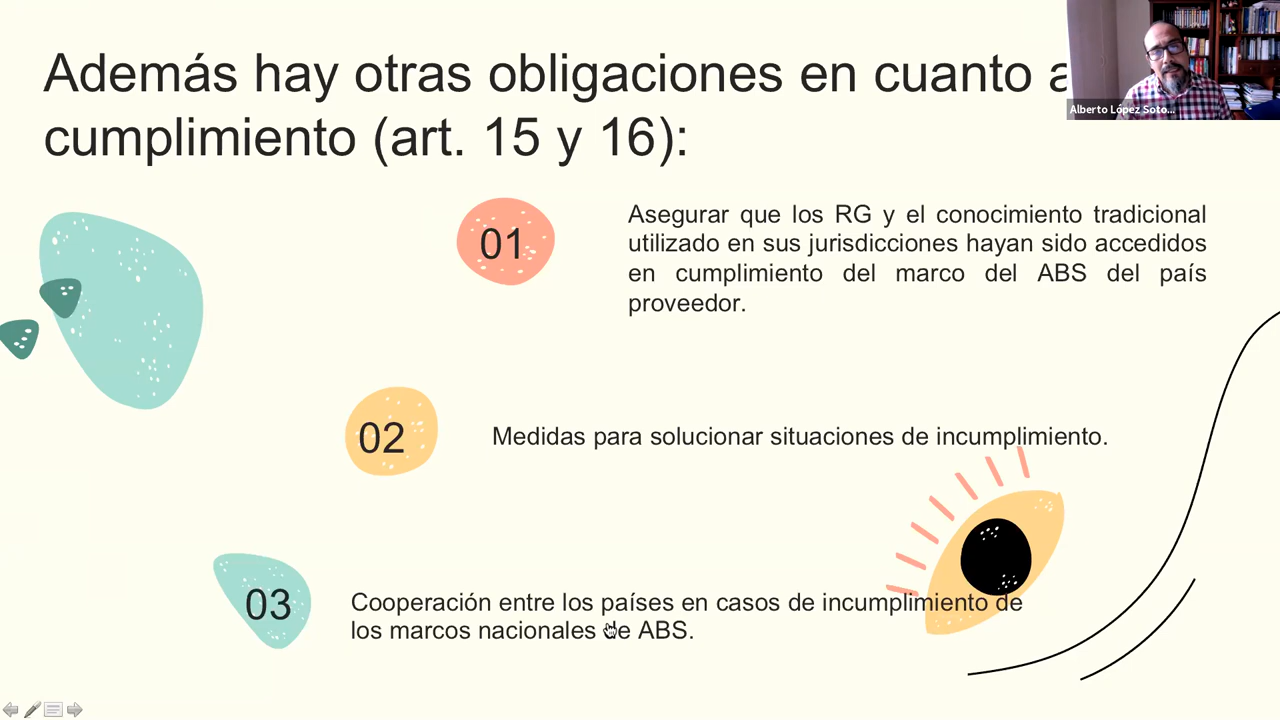 Además hay otras obligaciones en cuanto a
cumplimiento (art. 15 y 16):
Alberto López Soto...
01
Asegurar que los RG y el conocimiento tradicional
utilizado en sus jurisdicciones hayan sido accedidos
en cumplimiento del marco del ABS del país
proveedor.
02
Medidas para solucionar situaciones de incumplimiento.
03
Cooperación entre los países en casos de incumplimiento de
los marcos nacionales de ABS.